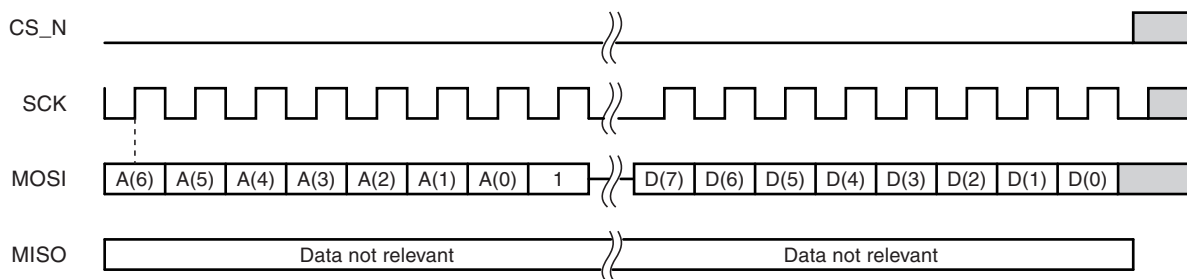 CS_N
SCK
MOSI A(6) A(5) A(4) A(3) A(2) A(1) A(0) 1 D(7) D(6) D(5) D(4) D(3) D(2) D(1) D(0)
MISO Data not relevant Data not relevant